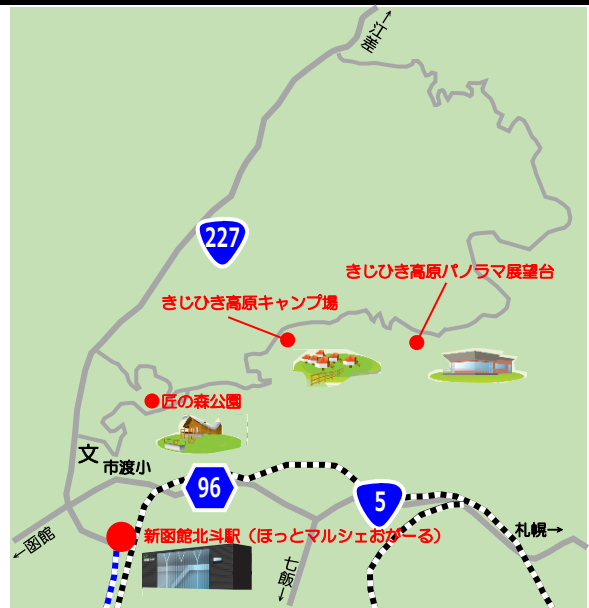 ←江差
227
きじひき高原パノラマ展望台
きじひき高原キャンプ場
匠の森公園
文
市渡小
96
5
札幌→
新函館北斗駅（ほっとマルシェおがーる）
←函館
七飯→